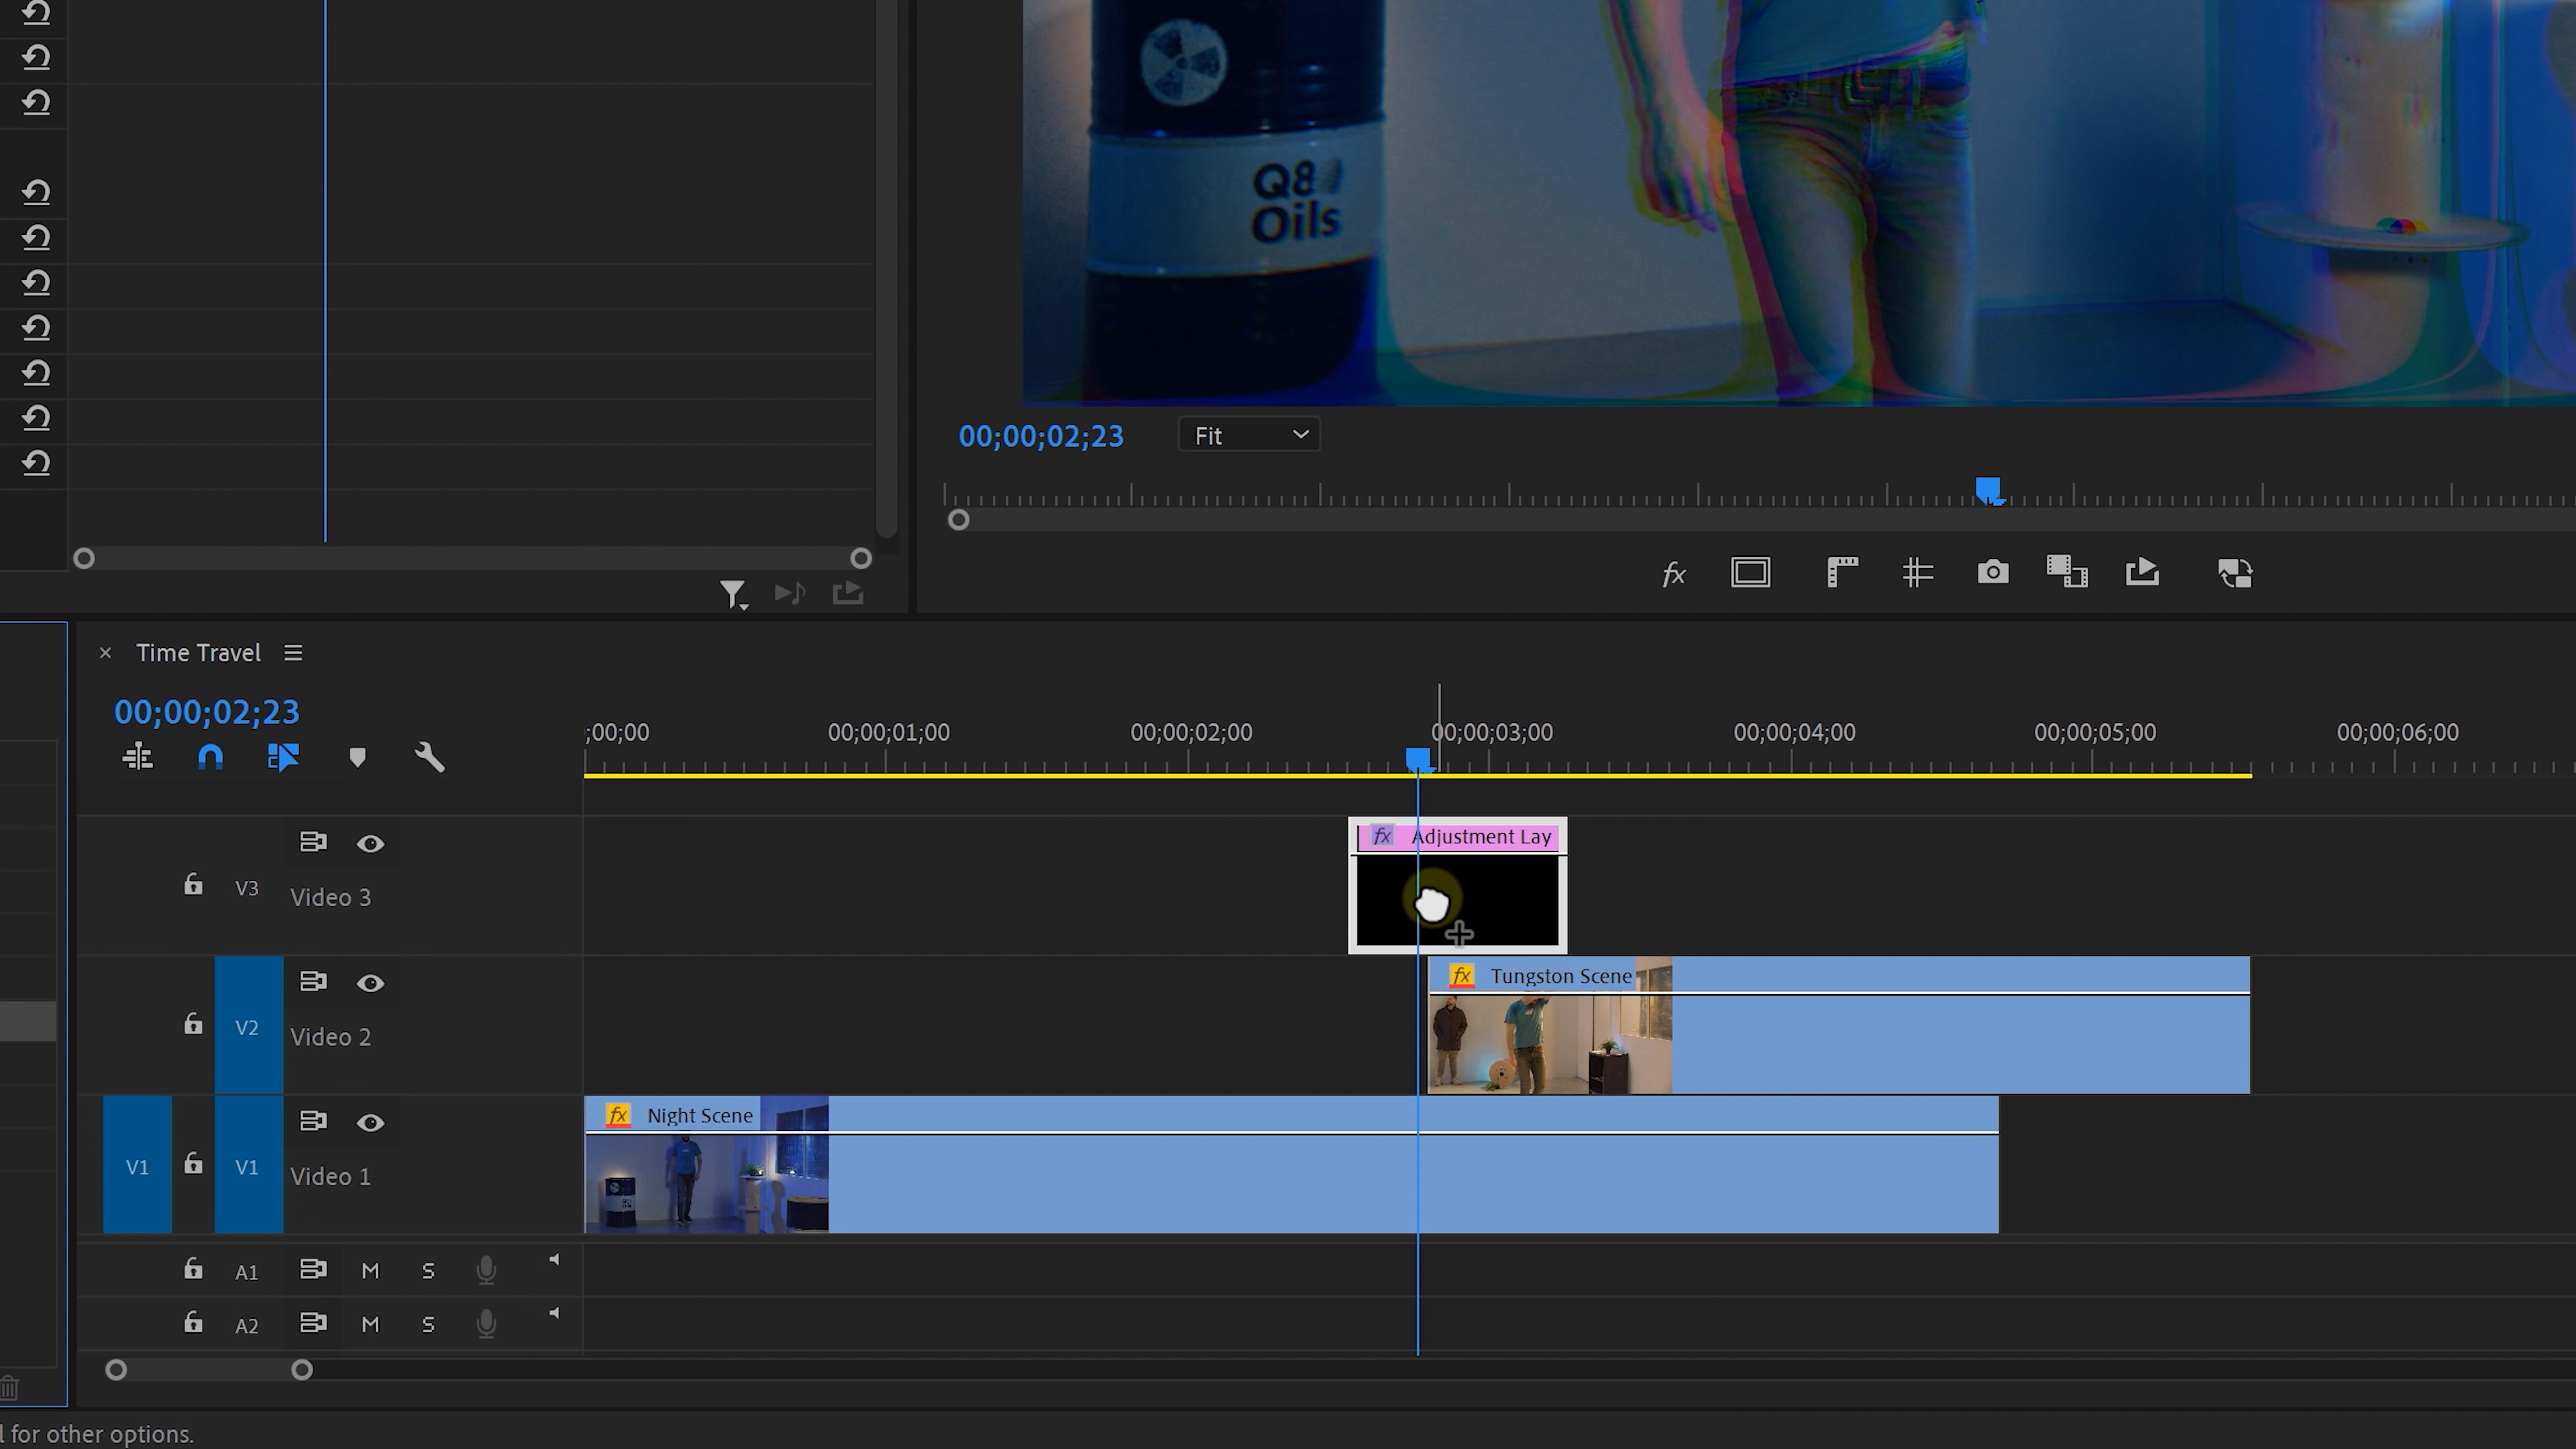 Q8
Oils
00;00;02;23
Fit
fx
Time Travel
00;00;02;23
;00;00
00;00;01;00
00;00;02;00
00;00;03;00
00;00;04;00
00;00;05;00
00;00;06;00
fx Adjustment Lay
V3
Video 3
fx Tungston Scene
V2
Video 2
fx Night Scene
V1
V1
Video 1
A1 M S
A2 M S
l for other options.